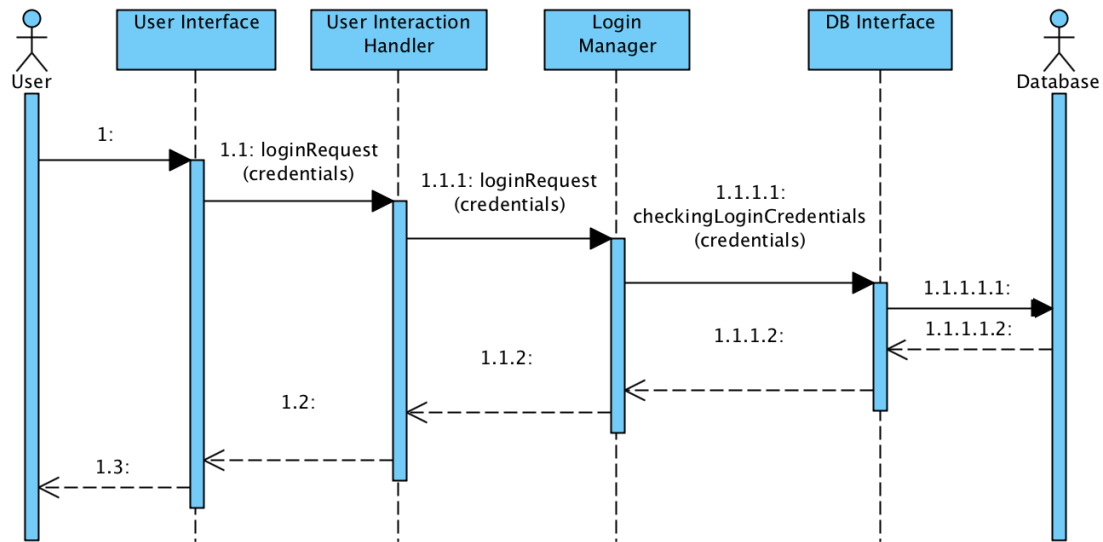 User Interface
User Interaction
Handler
Login
Manager
DB Interface
User
Database
1:
1.1: loginRequest
(credentials)
1.1.1: loginRequest
(credentials)
1.1.1.1:
checkingLoginCredentials
(credentials)
1.1.1.1.1:
1.1.1.1.2:
1.1.1.2:
1.1.2:
1.2:
1.3: